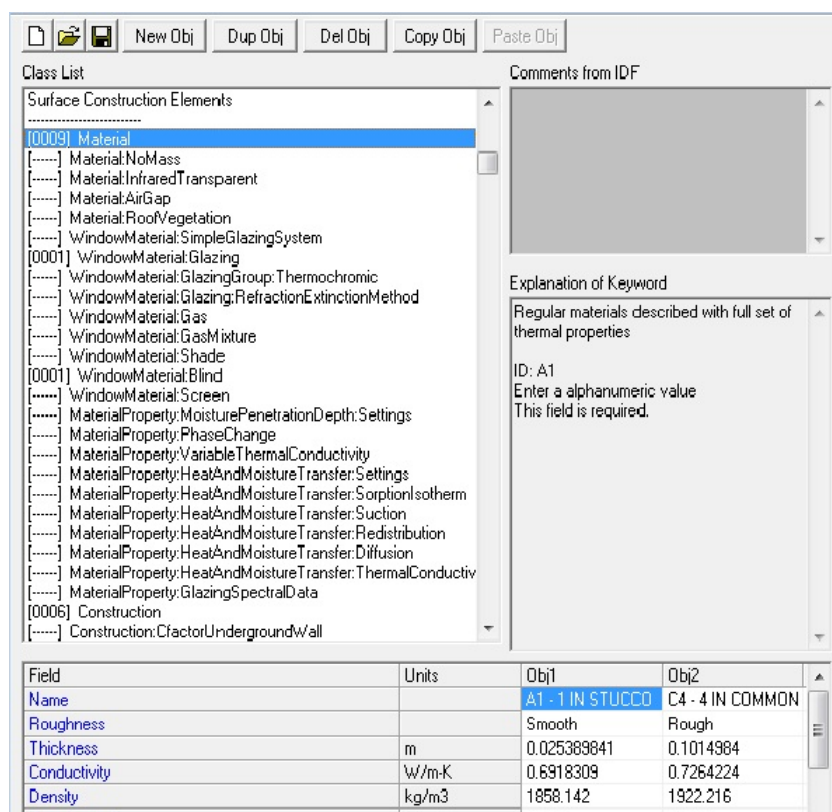 New Obj Dup Obj Del Obj Copy Obj Paste Obj
Class List
Surface Construction Elements
---------------------------
[0009] Material
[------] Material:NoMass
[------] Material:InfraredTransparent
[------] Material:AirGap
[------] Material:RoofVegetation
[------] WindowMaterial:SimpleGlazingSystem
[0001] WindowMaterial:Glazing
[------] WindowMaterial:GlazingGroup:Thermochromic
[------] WindowMaterial:Glazing:RefractionExtinctionMethod
[------] WindowMaterial:Gas
[------] WindowMaterial:GasMixture
[------] WindowMaterial:Shade
[0001] WindowMaterial:Blind
[------] WindowMaterial:Screen
[------] MaterialProperty:MoisturePenetrationDepth:Settings
[------] MaterialProperty:PhaseChange
[------] MaterialProperty:VariableThermalConductivity
[------] MaterialProperty:HeatAndMoistureTransfer:Settings
[------] MaterialProperty:HeatAndMoistureTransfer:SorptionIsotherm
[------] MaterialProperty:HeatAndMoistureTransfer:Suction
[------] MaterialProperty:HeatAndMoistureTransfer:Redistribution
[------] MaterialProperty:HeatAndMoistureTransfer:Diffusion
[------] MaterialProperty:HeatAndMoistureTransfer:ThermalConductiv
[------] MaterialProperty:GlazingSpectralData
[0006] Construction
[------] Construction:CfactorUndergroundWall
Comments from IDF
Explanation of Keyword
Regular materials described with full set of
thermal properties
ID: A1
Enter a alphanumeric value
This field is required.
Field Units Obj1 Obj2
Name A1 - 1 IN STUCCO C4 - 4 IN COMMON
Roughness Smooth Rough
Thickness m 0.025389841 0.1014984
Conductivity W/m-K 0.6918309 0.7264224
Density kg/m3 1858.142 1922.216